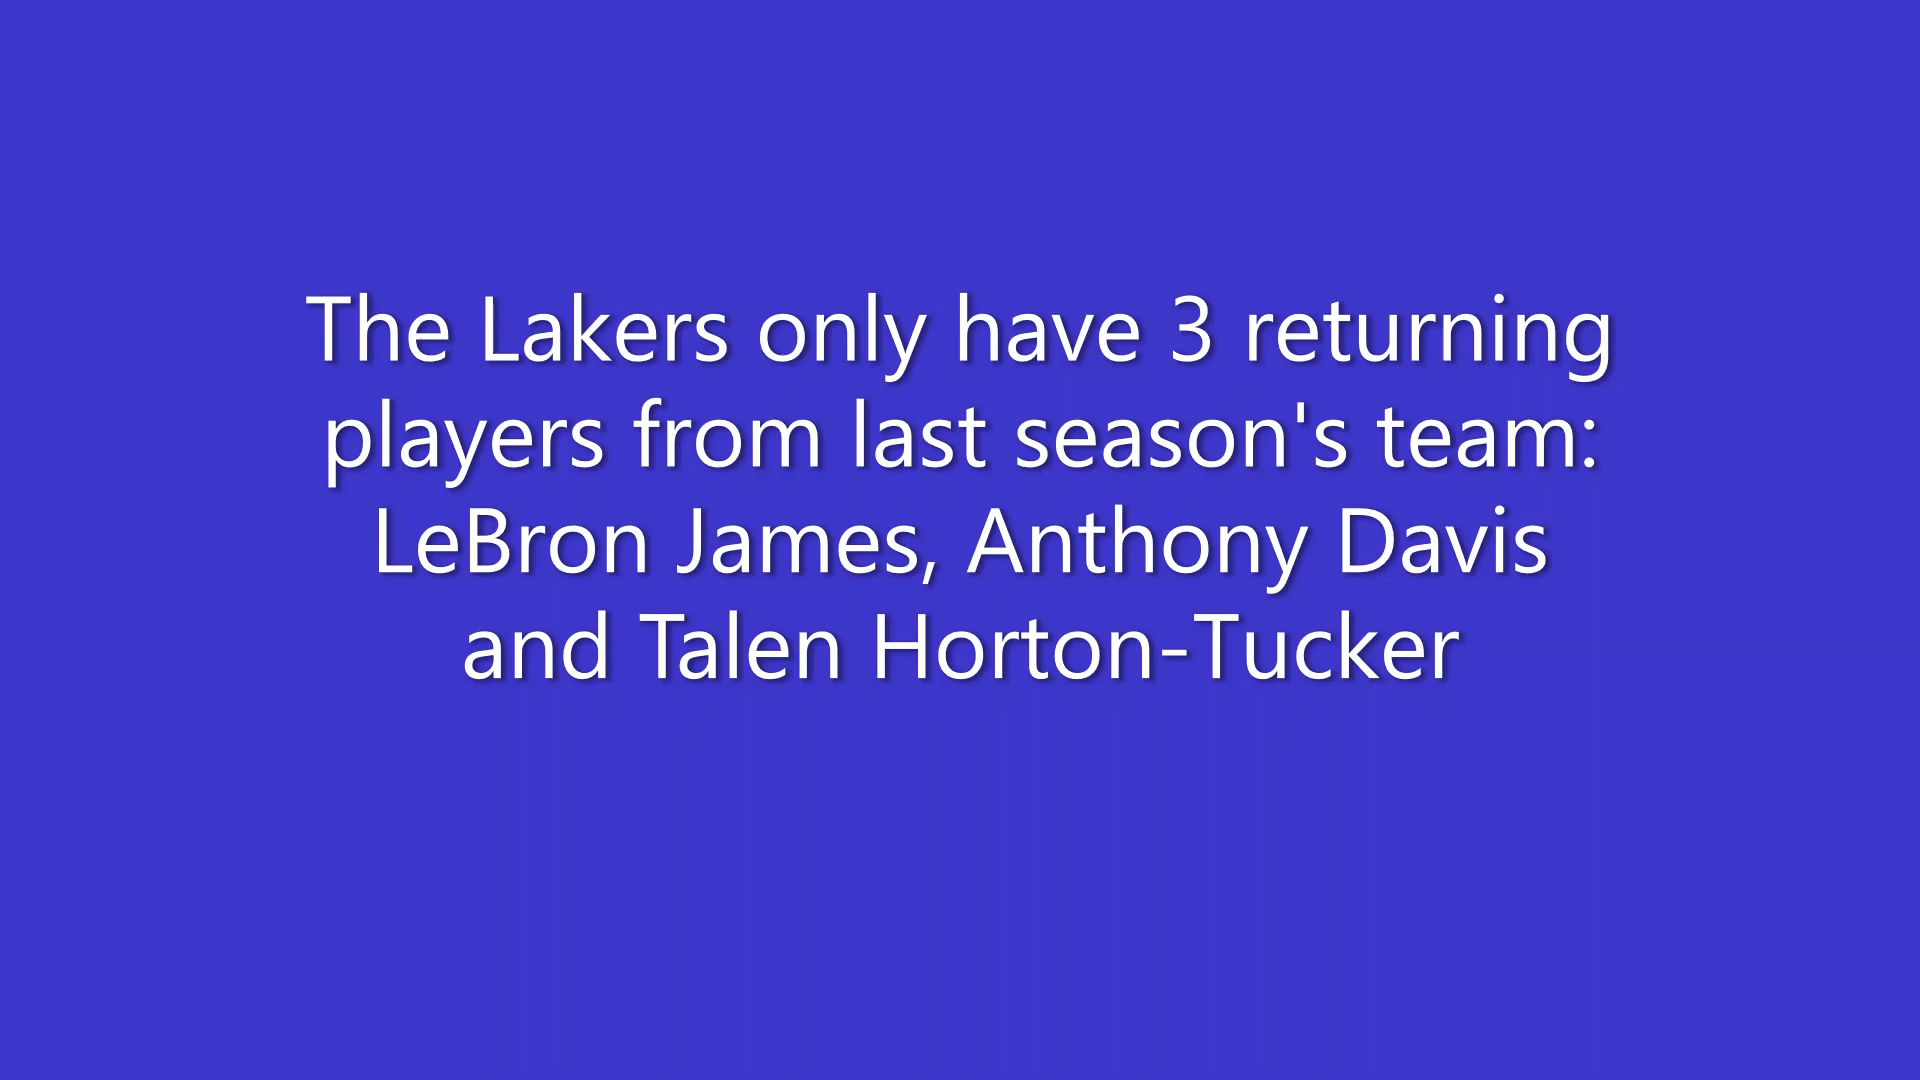 The Lakers only have 3 returning
players from last season's team:
LeBron James, Anthony Davis
and Talen Horton-Tucker